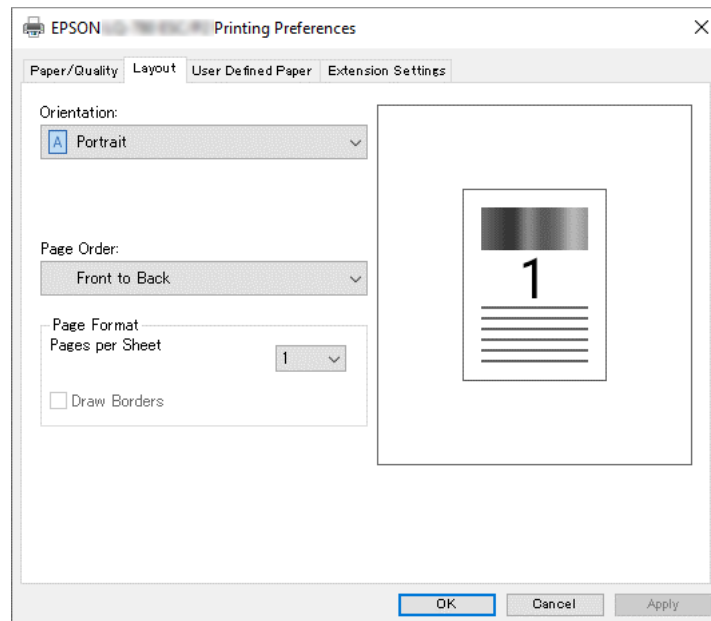 EPSON Printing Preferences
Paper/Quality Layout User Defined Paper Extension Settings
Orientation:
A Portrait
1
Page Order:
Front to Back
Page Format
Pages per Sheet
1
Draw Borders
OK Cancel Apply